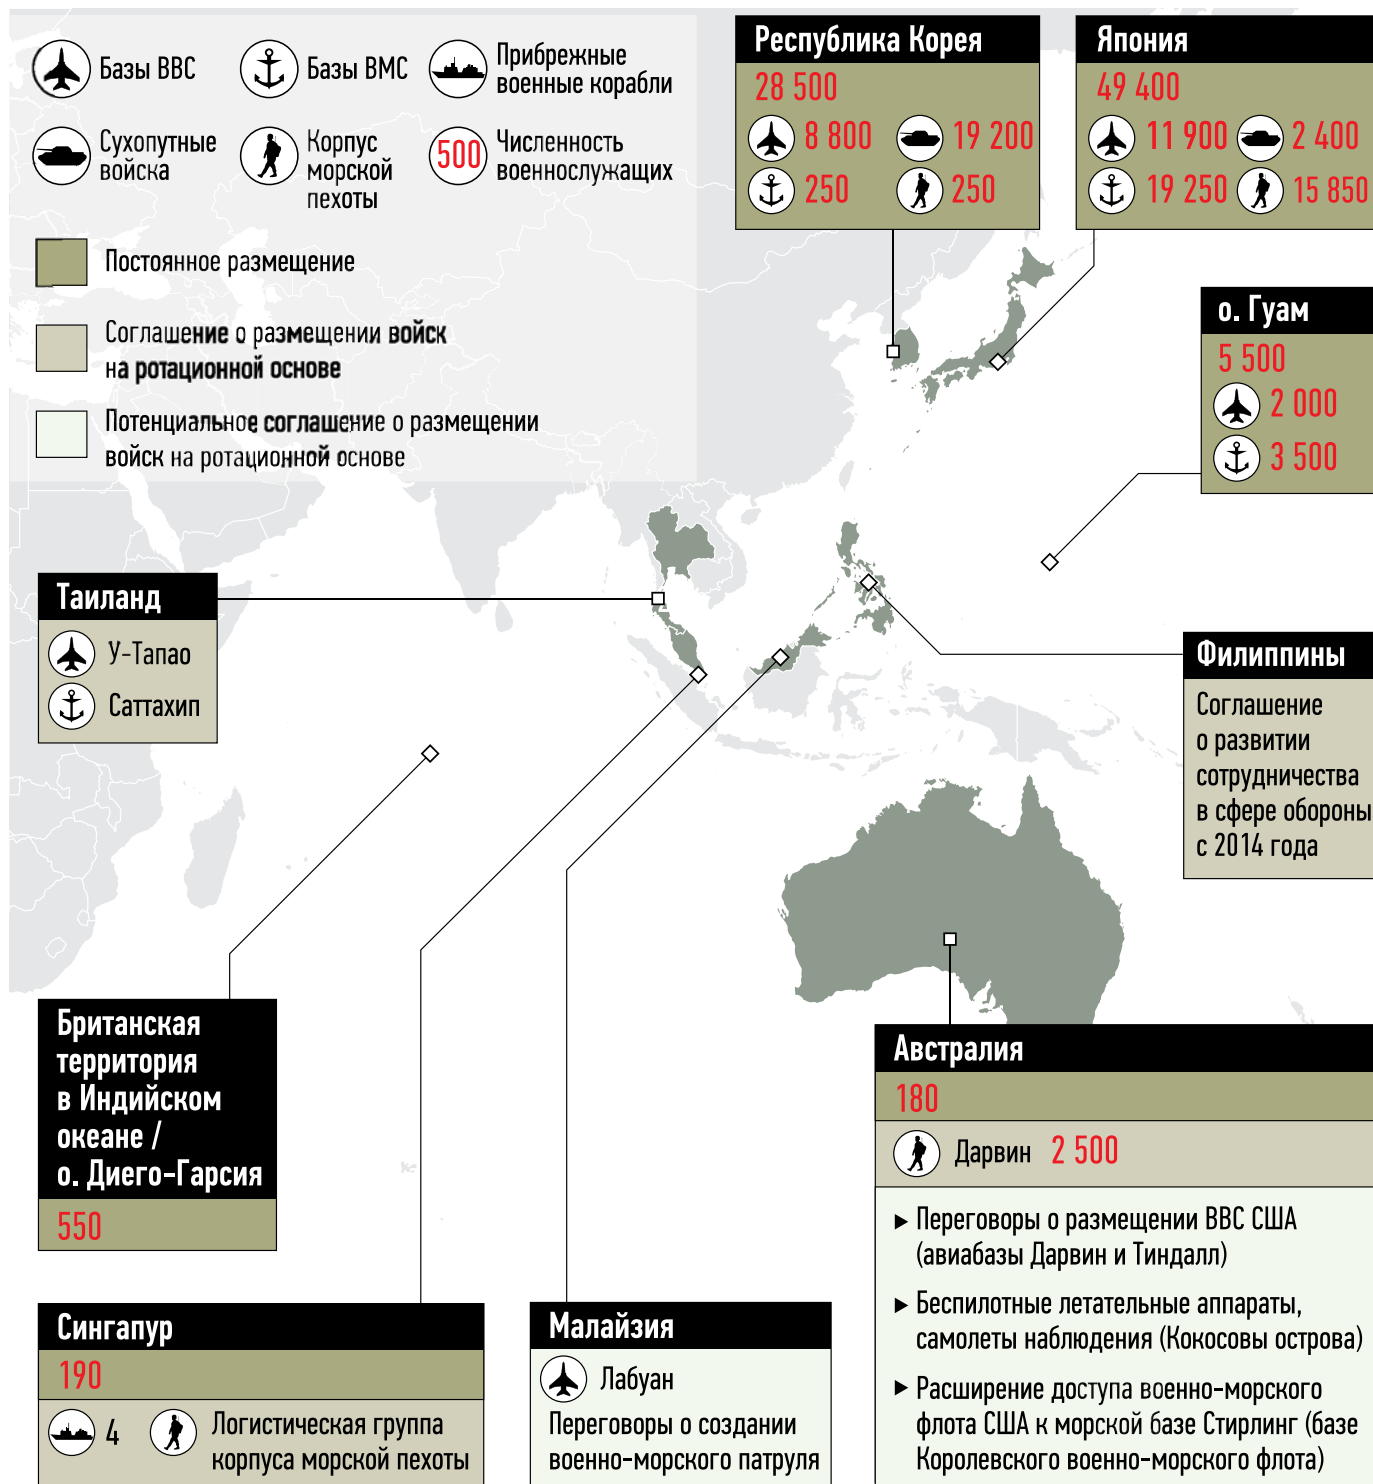 Базы ВВС
Базы ВМС
Прибрежные
военные корабли
Сухопутные
войска
Корпус
морской
пехоты
500
Численность
военнослужащих
Постоянное размещение
Соглашение о размещении войск
на ротационной основе
Потенциальное соглашение о размещении
войск на ротационной основе
Республика Корея
28 500
8 800
19 200
250
250
Япония
49 400
11 900
2 400
19 250
15 850
о. Гуам
5 500
2 000
3 500
Таиланд
У-Тапао
Саттахип
Филиппины
Соглашение
о развитии
сотрудничества
в сфере обороны
с 2014 года
Британская
территория
в Индийском
океане /
о. Диего-Гарсия
550
Австралия
180
Дарвин 2 500
▸ Переговоры о размещении ВВС США
(авиабазы Дарвин и Тиндалл)
▸ Беспилотные летательные аппараты,
самолеты наблюдения (Кокосовы острова)
▸ Расширение доступа военно-морского
флота США к морской базе Стирлинг (базе
Королевского военно-морского флота)
Сингапур
190
4
Логистическая группа
корпуса морской пехоты
Малайзия
Лабуан
Переговоры о создании
военно-морского патруля